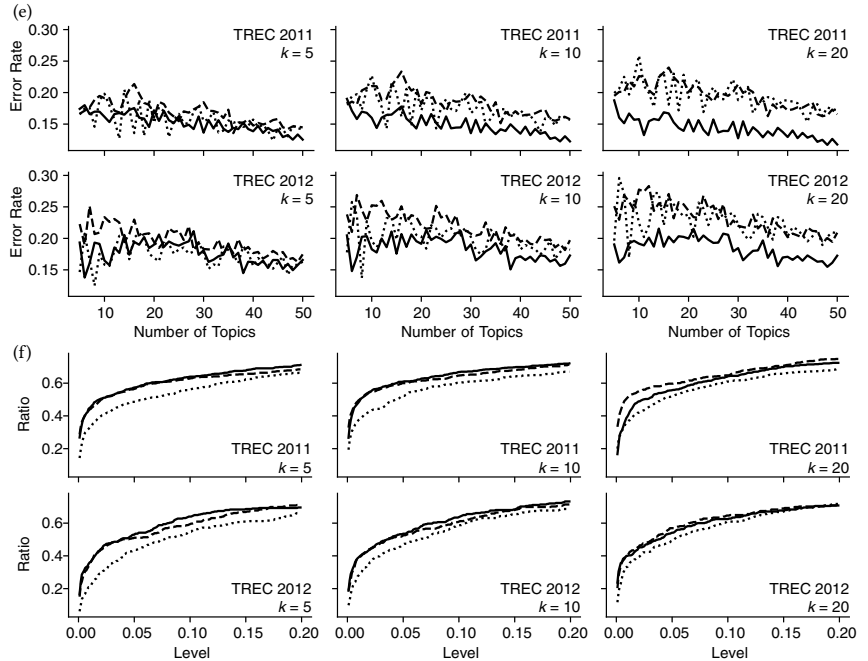 (e)
Error Rate
0.30
0.25
0.20
0.15
TREC 2011
k = 5
TREC 2011
k = 10
TREC 2011
k = 20
Error Rate
0.30
0.25
0.20
0.15
TREC 2012
k = 5
TREC 2012
k = 10
TREC 2012
k = 20
10 20 30 40 50
10 20 30 40 50
10 20 30 40 50
Number of Topics
Number of Topics
Number of Topics
(f)
Ratio
0.6
0.4
0.2
TREC 2011
k = 5
TREC 2011
k = 10
TREC 2011
k = 20
Ratio
0.6
0.4
0.2
TREC 2012
k = 5
TREC 2012
k = 10
TREC 2012
k = 20
0.00 0.05 0.10 0.15 0.20
0.00 0.05 0.10 0.15 0.20
0.00 0.05 0.10 0.15 0.20
Level
Level
Level